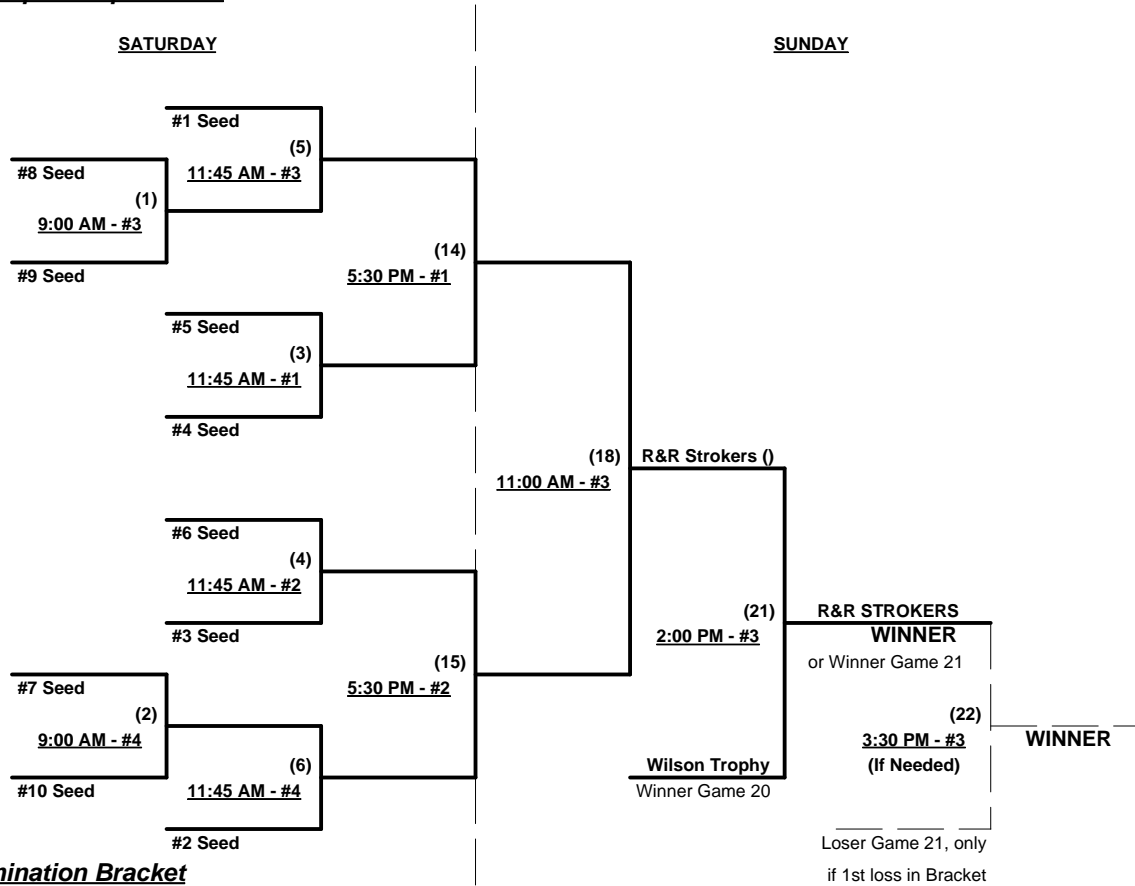 SATURDAY
SUNDAY
#1 Seed
(5)
11:45 AM - #3
#8 Seed
(1)
9:00 AM - #3
#9 Seed
(14)
5:30 PM - #1
#5 Seed
(3)
11:45 AM - #1
#4 Seed
(18)
11:00 AM - #3
R&R Strokers ()
#6 Seed
(4)
11:45 AM - #2
#3 Seed
(21)
2:00 PM - #3
R&R STROKERS
WINNER
or Winner Game 21
(15)
5:30 PM - #2
#7 Seed
(2)
9:00 AM - #4
#10 Seed
(6)
11:45 AM - #4
#2 Seed
Wilson Trophy
Winner Game 20
(22)
3:30 PM - #3
(If Needed)
WINNER
Loser Game 21, only
if 1st loss in Bracket
mination Bracket